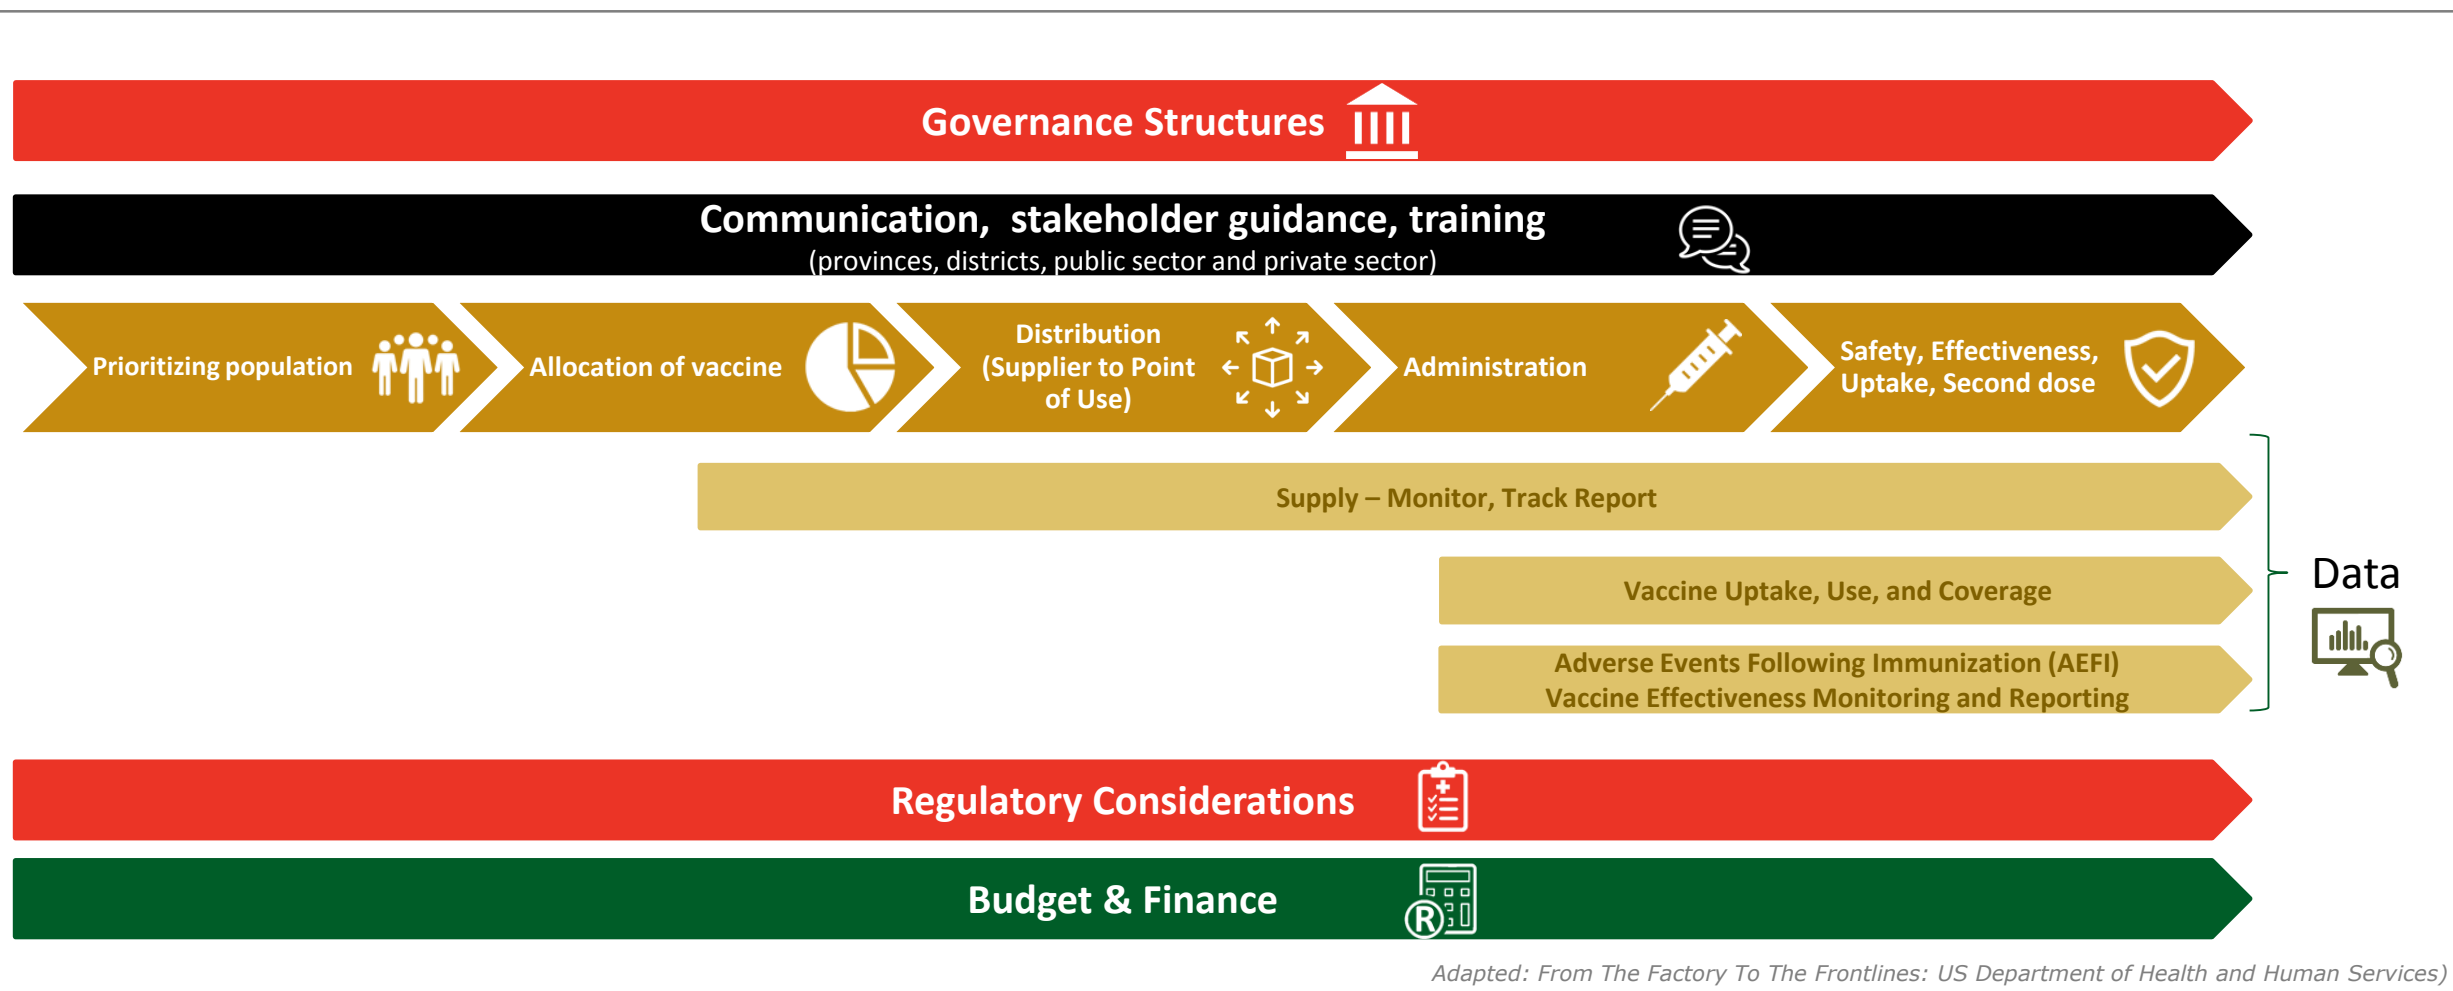 Governance Structures
Communication,  stakeholder guidance, training
(provinces, districts, public sector and private sector)
Prioritizing population
Allocation of vaccine
Distribution
(Supplier to Point
of Use)
Administration
Safety, Effectiveness,
Uptake, Second dose
Supply – Monitor, Track Report
Vaccine Uptake, Use, and Coverage
Adverse Events Following Immunization (AEFI)
Vaccine Effectiveness Monitoring and Reporting
Data
Regulatory Considerations
Budget & Finance
R
Adapted: From The Factory To The Frontlines: US Department of Health and Human Services)